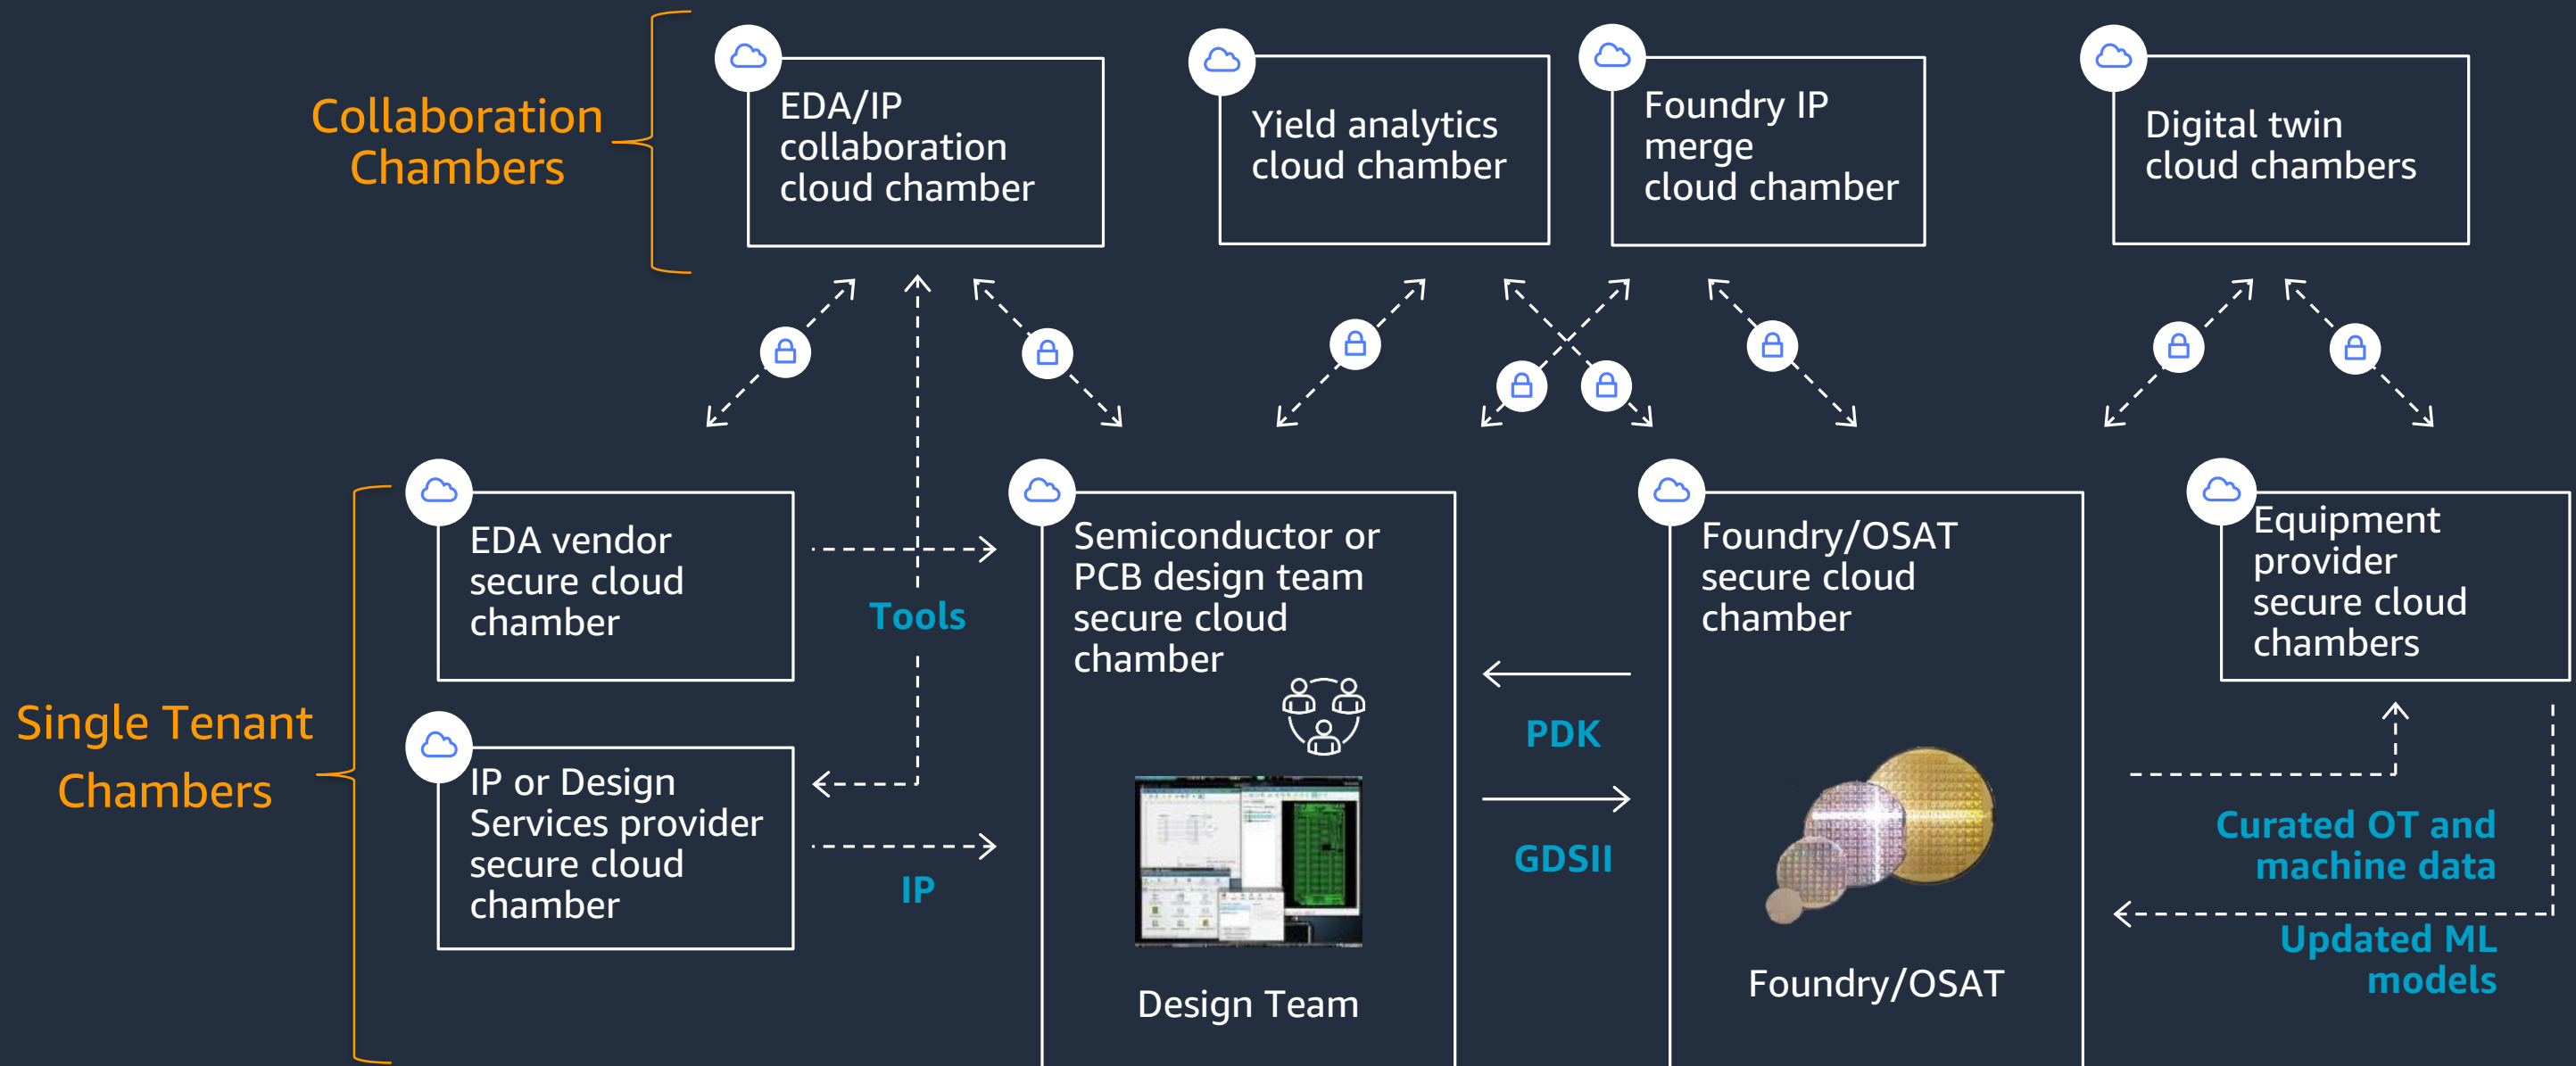 Collaboration
Chambers
EDA/IP
collaboration
cloud chamber
Yield analytics
cloud chamber
Foundry IP
merge
cloud chamber
Digital twin
cloud chambers
Single Tenant
Chambers
EDA vendor
secure cloud
chamber
Tools
IP or Design
Services provider
secure cloud
chamber
IP
Semiconductor or
PCB design team
secure cloud
chamber
Design Team
PDK
GDSII
Foundry/OSAT
secure cloud
chamber
Foundry/OSAT
Equipment
provider
secure cloud
chambers
Curated OT and
machine data
Updated ML
models